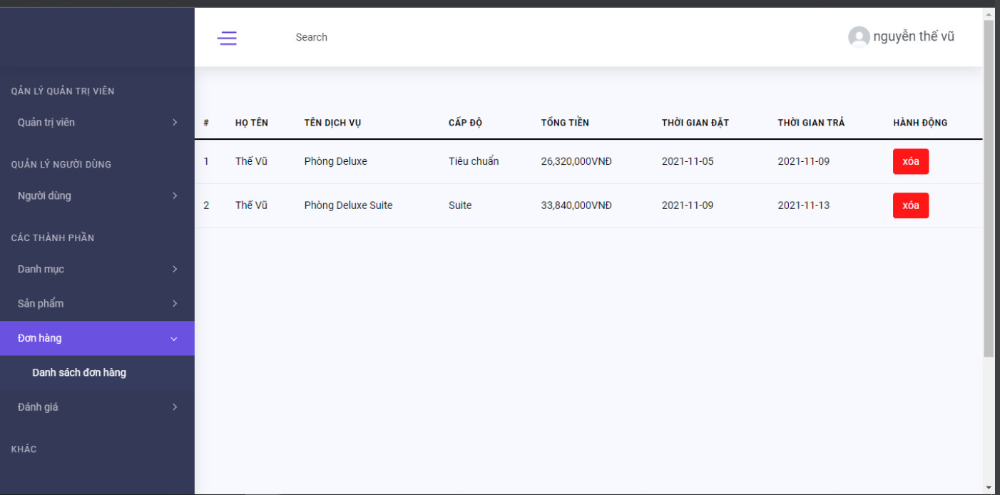 Search
nguyễn thế vũ
QẢN LÝ QUẢN TRỊ VIÊN
Quản trị viên
QUẢN LÝ NGƯỜI DÙNG
Người dùng
CÁC THÀNH PHẦN
Danh mục
Sản phẩm
Đơn hàng
Danh sách đơn hàng
Đánh giá
KHÁC
# HỌ TÊN TÊN DỊCH VỤ CẤP ĐỘ TỔNG TIỀN THỜI GIAN ĐẶT THỜI GIAN TRẢ HÀNH ĐỘNG
1 Thế Vũ Phòng Deluxe Tiêu chuẩn 26,320,000VNĐ 2021-11-05 2021-11-09 xóa
2 Thế Vũ Phòng Deluxe Suite Suite 33,840,000VNĐ 2021-11-09 2021-11-13 xóa